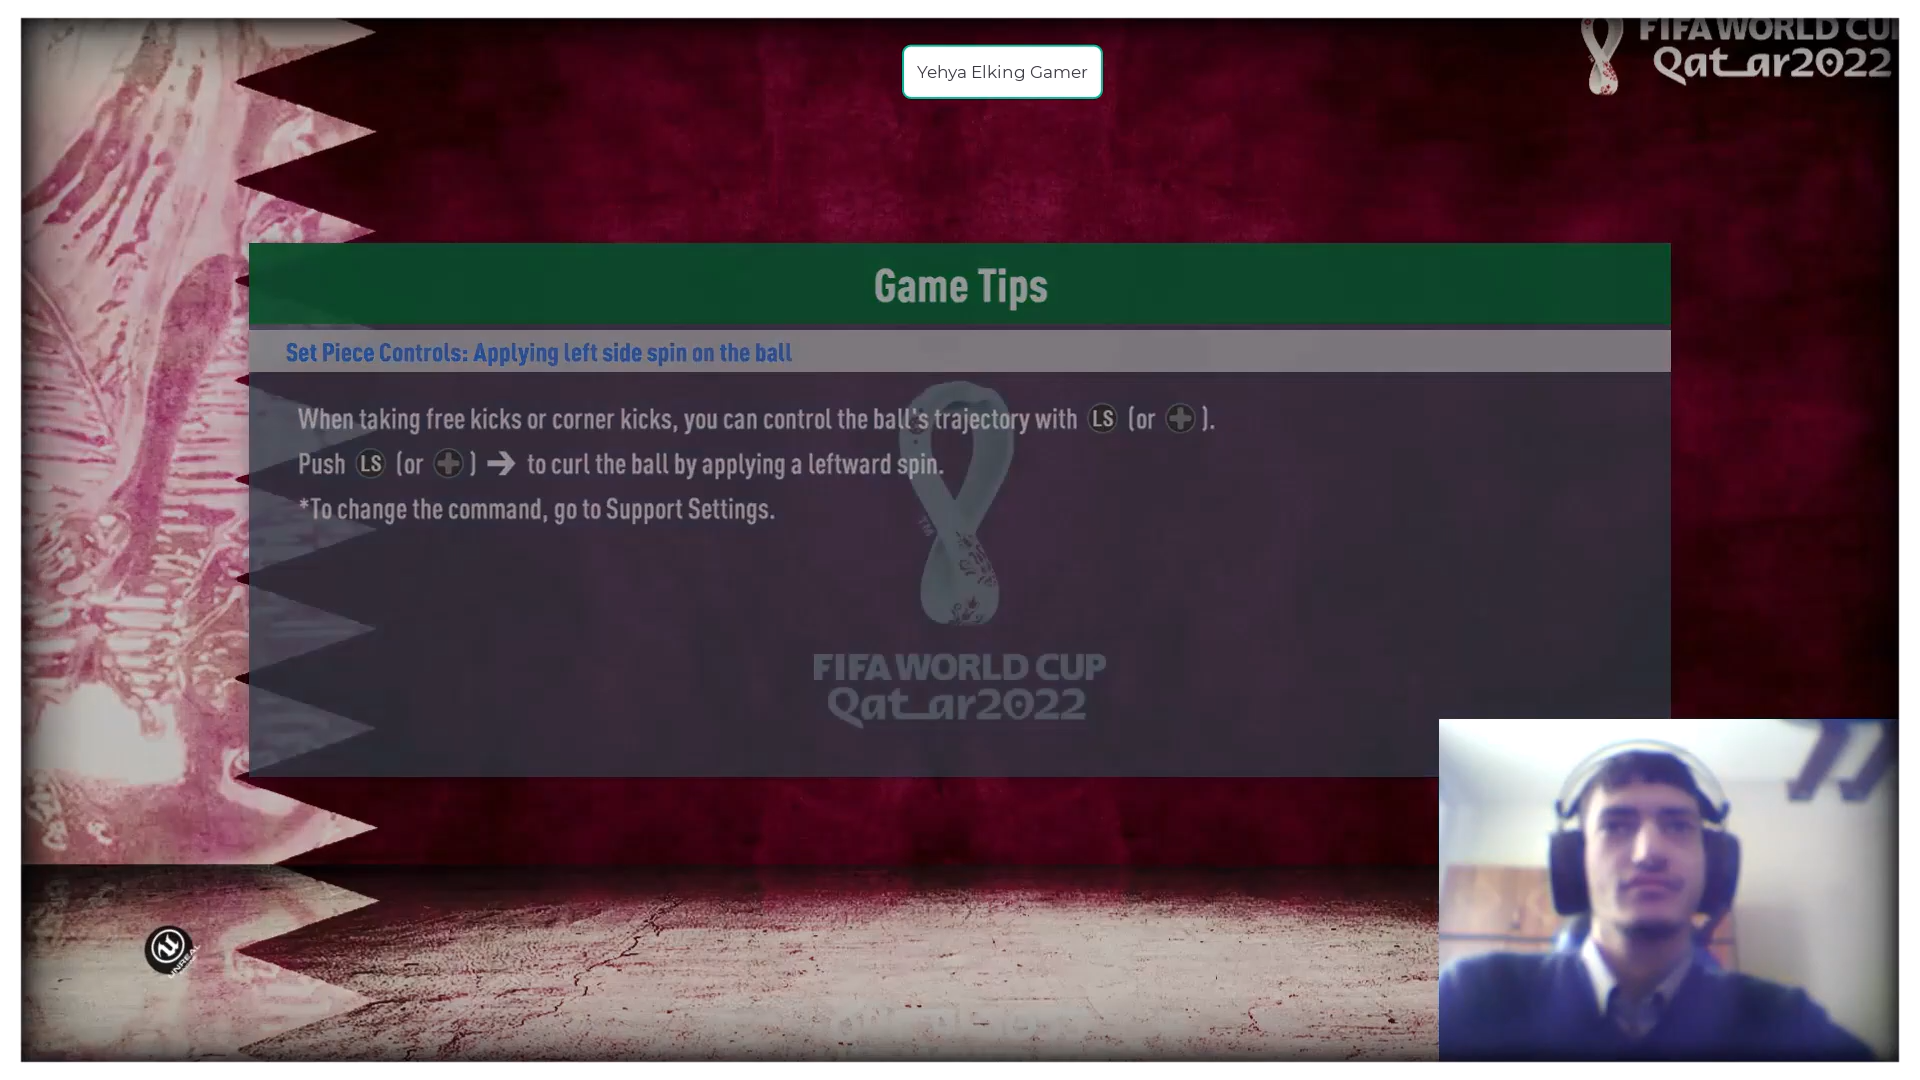 FIFA WORLD CU
Qatar2022
Yehya Elking Gamer
Game Tips
Set Piece Controls: Applying left side spin on the ball
When taking free kicks or corner kicks, you can control the ball's trajectory with LS (or ).
Push LS (or ) → to curl the ball by applying a leftward spin.
*To change the command, go to Support Settings.
TM
FIFA WORLD CUP
Qatar2022
UNREAL